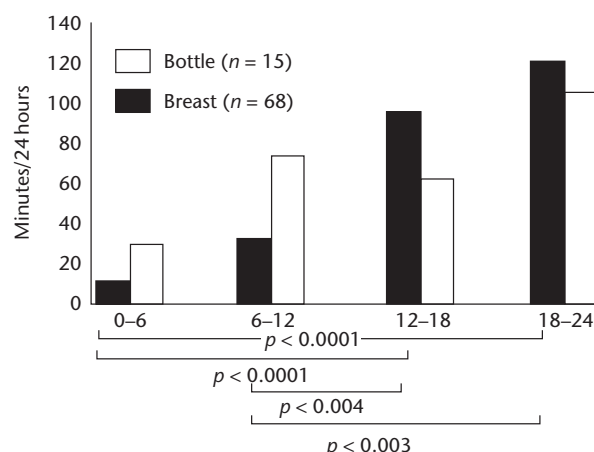 140
120
100
80
60
40
20
0
Minutes/24 hours
Bottle (n = 15)
Breast (n = 68)
0–6 6–12 12–18 18–24
p < 0.0001
p < 0.0001
p < 0.004
p < 0.003